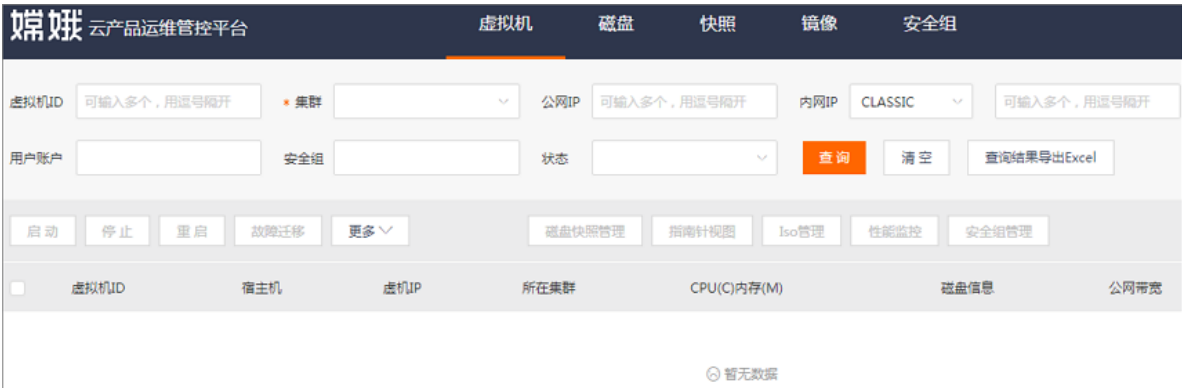 嫦娥 云产品运维管控平台 虚拟机 磁盘 快照 镜像 安全组
虚拟机ID 可输入多个，用逗号隔开 * 集群 公网IP 可输入多个，用逗号隔开 内网IP CLASSIC 可输入多个，用逗号隔开
用户账户 安全组 状态 查询 清空 查询结果导出Excel
启动 停止 重启 故障迁移 更多 磁盘快照管理 指南针视图 Iso管理 性能监控 安全组管理
虚拟机ID 宿主机 虚机IP 所在集群 CPU(C)内存(M) 磁盘信息 公网带宽
暂无数据